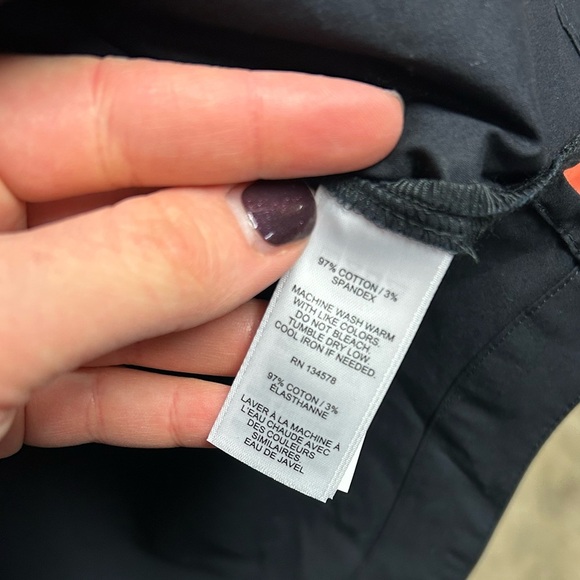 97% COTTON / 3%
SPANDEX
MACHINE WASH WARM
WITH LIKE COLORS.
DO NOT BLEACH.
TUMBLE DRY LOW.
COOL IRON IF NEEDED.
RN 134578
97% COTON / 3%
ÉLASTHANNE
LAVER À LA MACHINE À
L'EAU CHAUDE AVEC
DES COULEURS
SIMILAIRES.
EAU DE JAVEL